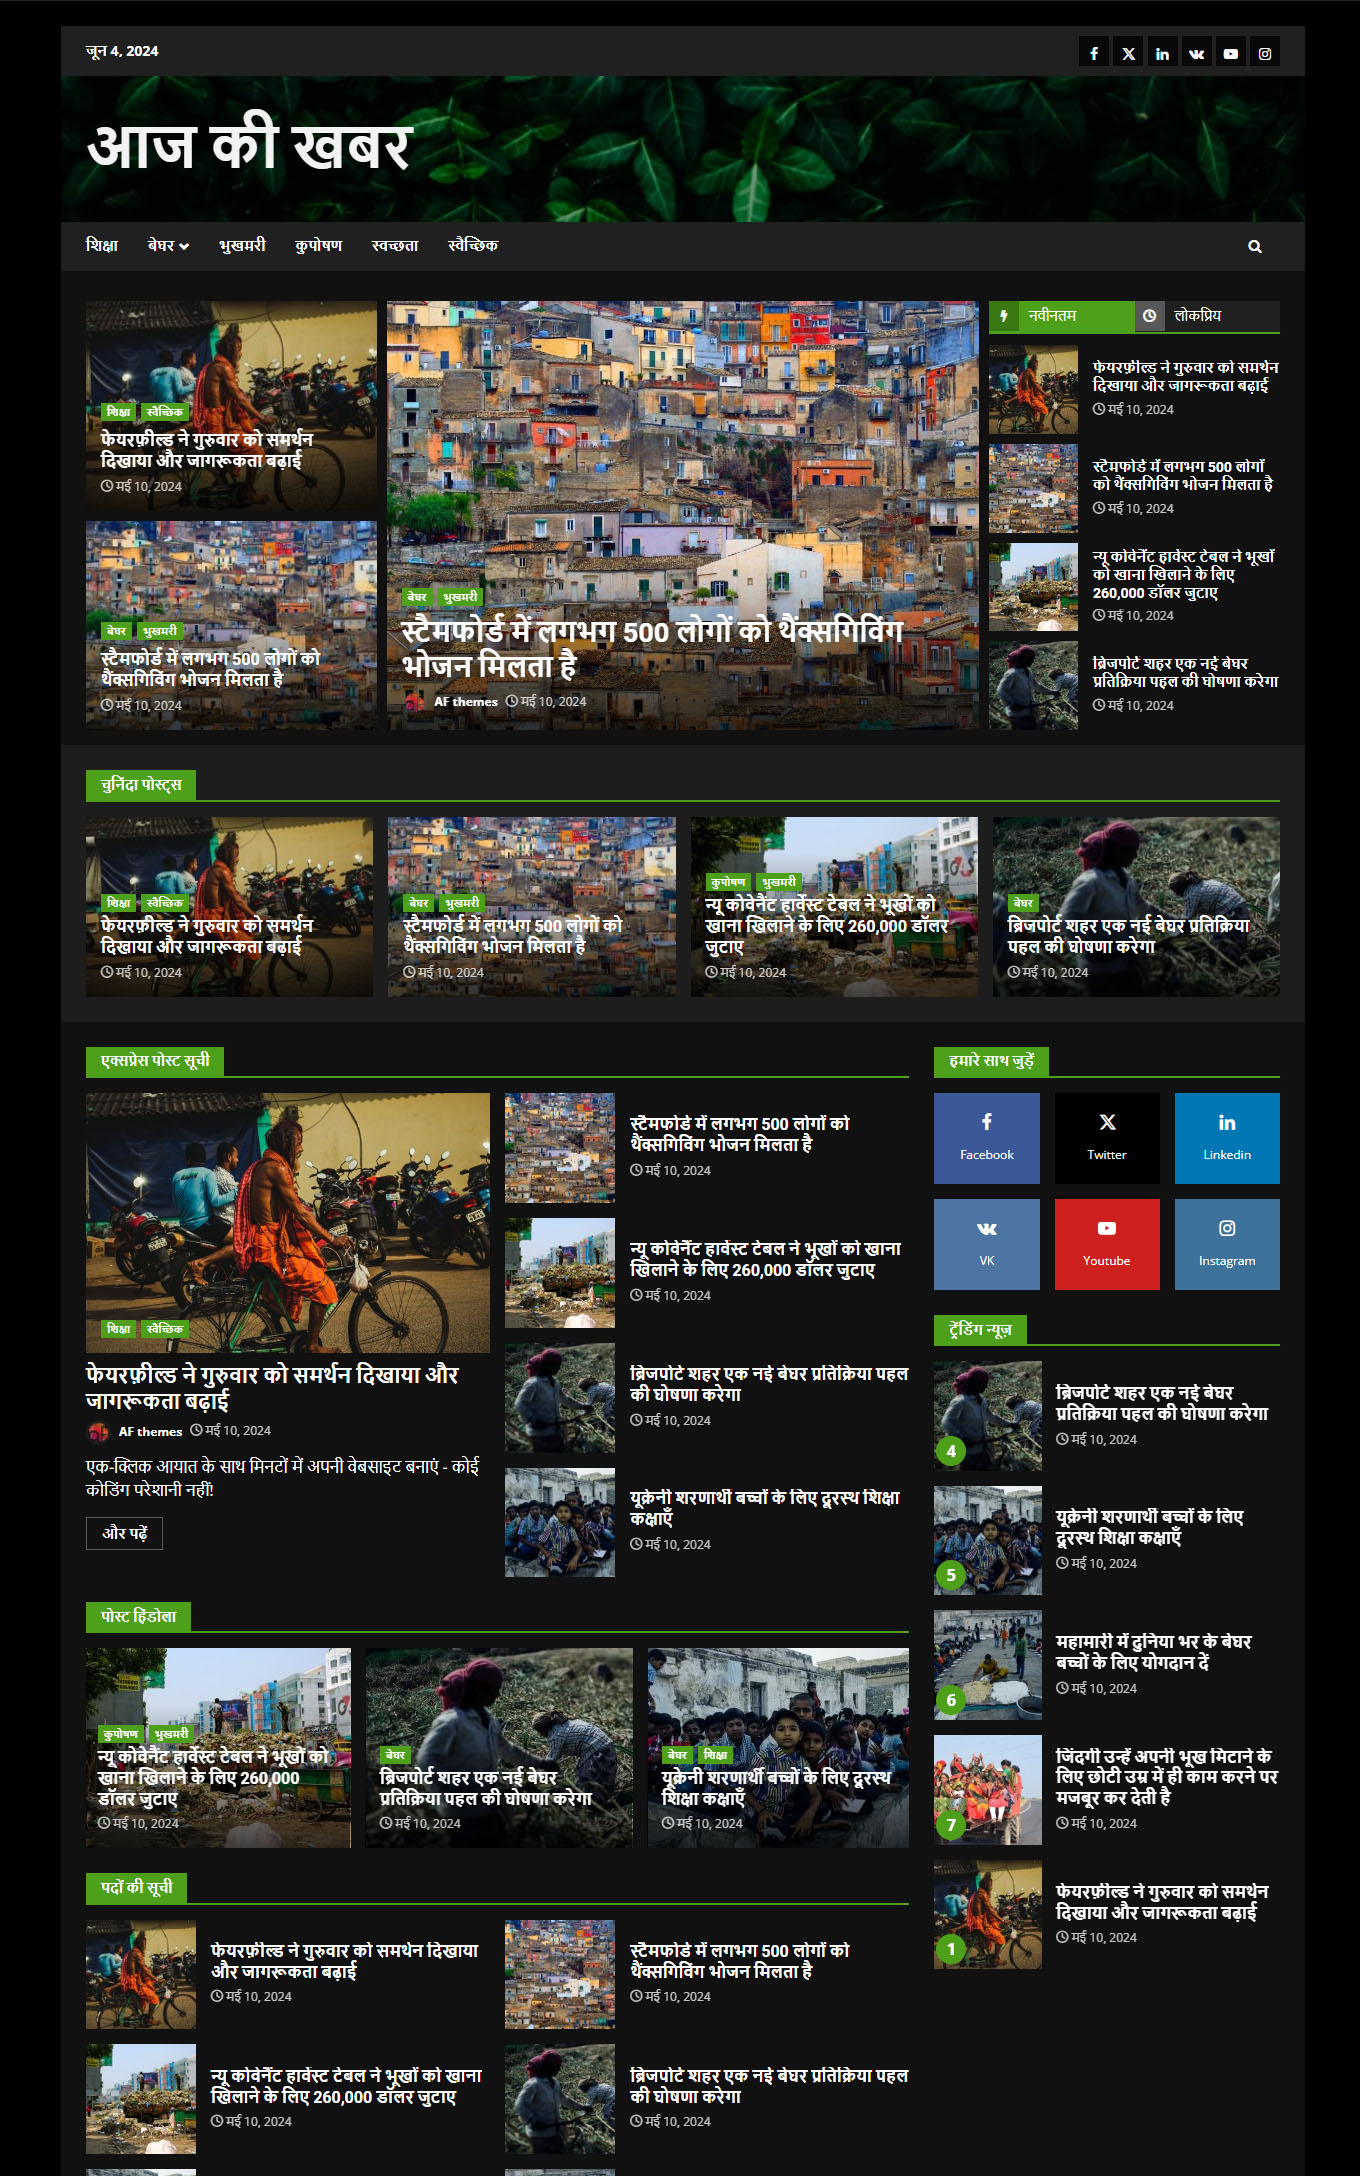 जून 4, 2024
आज की खबर
शिक्षा बेघर भुखमरी कुपोषण स्वच्छता स्वैच्छिक
शिक्षा स्वैच्छिक
फेयरफ़ील्ड ने गुरुवार को समर्थन
दिखाया और जागरूकता बढ़ाई
मई 10, 2024
बेघर भुखमरी
स्टैमफोर्ड में लगभग 500 लोगों को
थैंक्सगिविंग भोजन मिलता है
मई 10, 2024
बेघर भुखमरी
स्टैमफोर्ड में लगभग 500 लोगों को थैंक्सगिविंग
भोजन मिलता है
AF themes मई 10, 2024
नवीनतम लोकप्रिय
फेयरफ़ील्ड ने गुरुवार को समर्थन
दिखाया और जागरूकता बढ़ाई
मई 10, 2024
स्टैमफोर्ड में लगभग 500 लोगों
को थैंक्सगिविंग भोजन मिलता है
मई 10, 2024
न्यू कोवेनैंट हार्वेस्ट टेबल ने भूखों
को खाना खिलाने के लिए
260,000 डॉलर जुटाए
मई 10, 2024
ब्रिजपोर्ट शहर एक नई बेघर
प्रतिक्रिया पहल की घोषणा करेगा
मई 10, 2024
चुनिंदा पोस्ट्स
शिक्षा स्वैच्छिक
फेयरफ़ील्ड ने गुरुवार को समर्थन
दिखाया और जागरूकता बढ़ाई
मई 10, 2024
बेघर भुखमरी
स्टैमफोर्ड में लगभग 500 लोगों को
थैंक्सगिविंग भोजन मिलता है
मई 10, 2024
कुपोषण भुखमरी
न्यू कोवेनैंट हार्वेस्ट टेबल ने भूखों को
खाना खिलाने के लिए 260,000 डॉलर
जुटाए
मई 10, 2024
बेघर
ब्रिजपोर्ट शहर एक नई बेघर प्रतिक्रिया
पहल की घोषणा करेगा
मई 10, 2024
एक्सप्रेस पोस्ट सूची
शिक्षा स्वैच्छिक
फेयरफ़ील्ड ने गुरुवार को समर्थन दिखाया और
जागरूकता बढ़ाई
AF themes मई 10, 2024
एक-क्लिक आयात के साथ मिनटों में अपनी वेबसाइट बनाएं - कोई
कोडिंग परेशानी नहीं!
और पढ़ें
स्टैमफोर्ड में लगभग 500 लोगों को
थैंक्सगिविंग भोजन मिलता है
मई 10, 2024
न्यू कोवेनैंट हार्वेस्ट टेबल ने भूखों को खाना
खिलाने के लिए 260,000 डॉलर जुटाए
मई 10, 2024
ब्रिजपोर्ट शहर एक नई बेघर प्रतिक्रिया पहल
की घोषणा करेगा
मई 10, 2024
यूक्रेनी शरणार्थी बच्चों के लिए दूरस्थ शिक्षा
कक्षाएँ
मई 10, 2024
हमारे साथ जुड़ें
Facebook Twitter Linkedin
VK Youtube Instagram
ट्रेंडिंग न्यूज़
ब्रिजपोर्ट शहर एक नई बेघर
प्रतिक्रिया पहल की घोषणा करेगा
मई 10, 2024
4
यूक्रेनी शरणार्थी बच्चों के लिए
दूरस्थ शिक्षा कक्षाएँ
मई 10, 2024
5
महामारी में दुनिया भर के बेघर
बच्चों के लिए योगदान दें
मई 10, 2024
6
जिंदगी उन्हें अपनी भूख मिटाने के
लिए छोटी उम्र में ही काम करने पर
मजबूर कर देती है
मई 10, 2024
7
फेयरफ़ील्ड ने गुरुवार को समर्थन
दिखाया और जागरूकता बढ़ाई
मई 10, 2024
1
पोस्ट हिंडोला
कुपोषण भुखमरी
न्यू कोवेनैंट हार्वेस्ट टेबल ने भूखों को
खाना खिलाने के लिए 260,000
डॉलर जुटाए
मई 10, 2024
बेघर
ब्रिजपोर्ट शहर एक नई बेघर
प्रतिक्रिया पहल की घोषणा करेगा
मई 10, 2024
बेघर शिक्षा
यूक्रेनी शरणार्थी बच्चों के लिए दूरस्थ
शिक्षा कक्षाएँ
मई 10, 2024
पदों की सूची
फेयरफ़ील्ड ने गुरुवार को समर्थन दिखाया
और जागरूकता बढ़ाई
मई 10, 2024
स्टैमफोर्ड में लगभग 500 लोगों को
थैंक्सगिविंग भोजन मिलता है
मई 10, 2024
न्यू कोवेनैंट हार्वेस्ट टेबल ने भूखों को खाना
खिलाने के लिए 260,000 डॉलर जुटाए
मई 10, 2024
ब्रिजपोर्ट शहर एक नई बेघर प्रतिक्रिया पहल
की घोषणा करेगा
मई 10, 2024